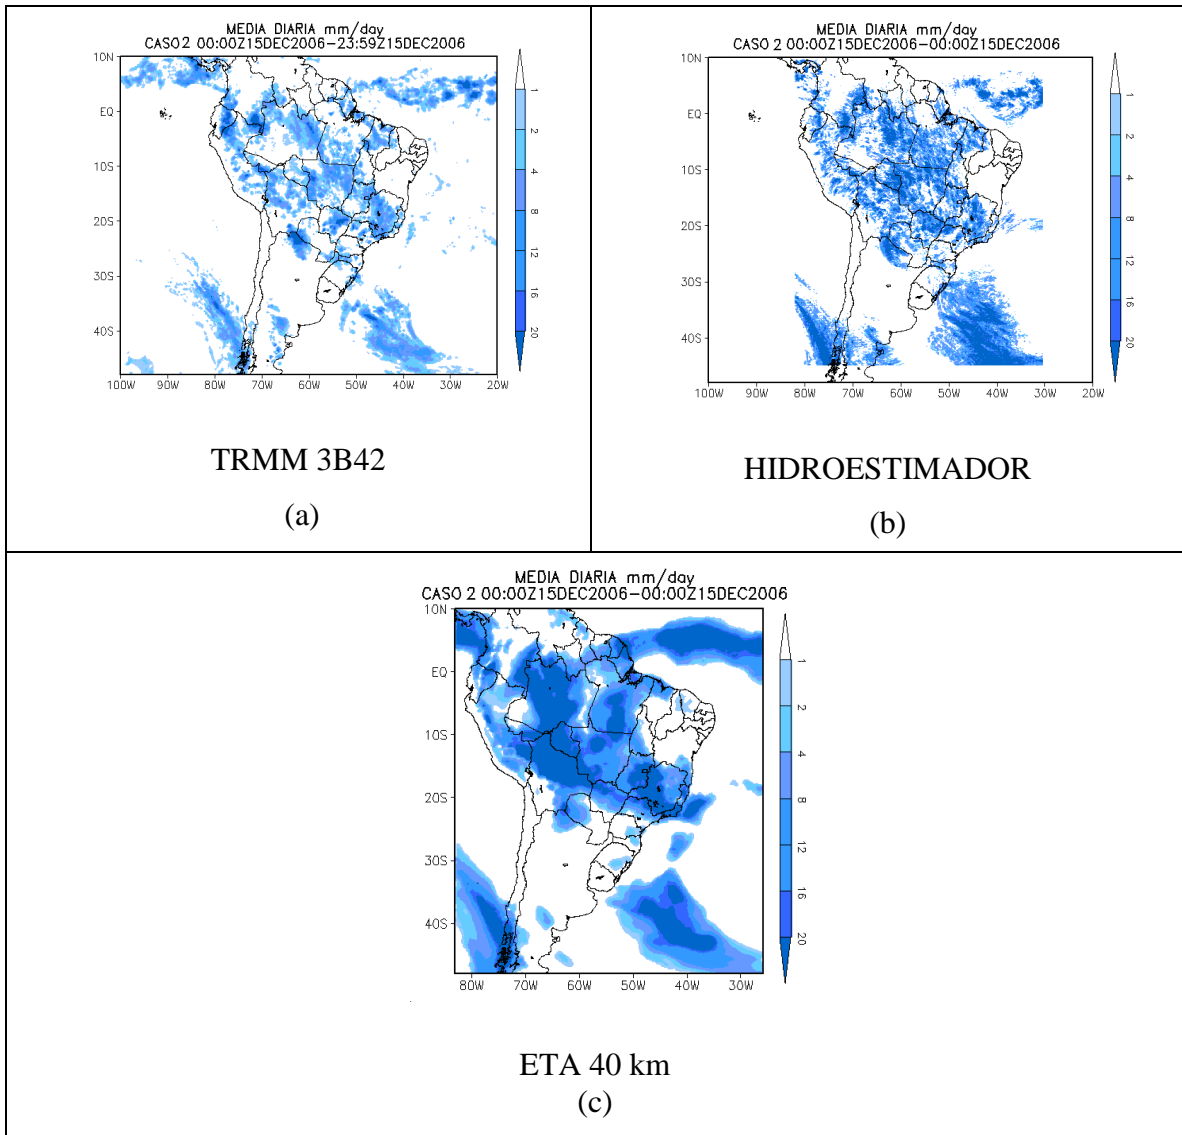 MEDIA DIARIA mm/day
CASO 2 00:00Z15DEC2006-23:59Z15DEC2006
10N
EQ
10S
20S
30S
40S
100W 90W 80W 70W 60W 50W 40W 30W 20W
1
2
4
8
12
16
20
TRMM 3B42
(a)
MEDIA DIARIA mm/day
CASO 2 00:00Z15DEC2006-00:00Z15DEC2006
10N
EQ
10S
20S
30S
40S
100W 90W 80W 70W 60W 50W 40W 30W 20W
1
2
4
8
12
16
20
HIDROESTIMADOR
(b)
MEDIA DIARIA mm/day
CASO 2 00:00Z15DEC2006-00:00Z15DEC2006
10N
EQ
10S
20S
30S
40S
80W 70W 60W 50W 40W 30W
1
2
4
8
12
16
20
ETA 40 km
(c)